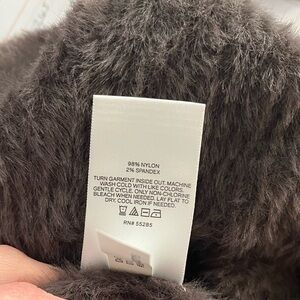 98% NYLON
2% SPANDEX
TURN GARMENT INSIDE OUT. MACHINE
WASH COLD WITH LIKE COLORS,
GENTLE CYCLE. ONLY NON-CHLORINE
BLEACH WHEN NEEDED. LAY FLAT TO
DRY, COOL IRON IF NEEDED.
RN# 55285